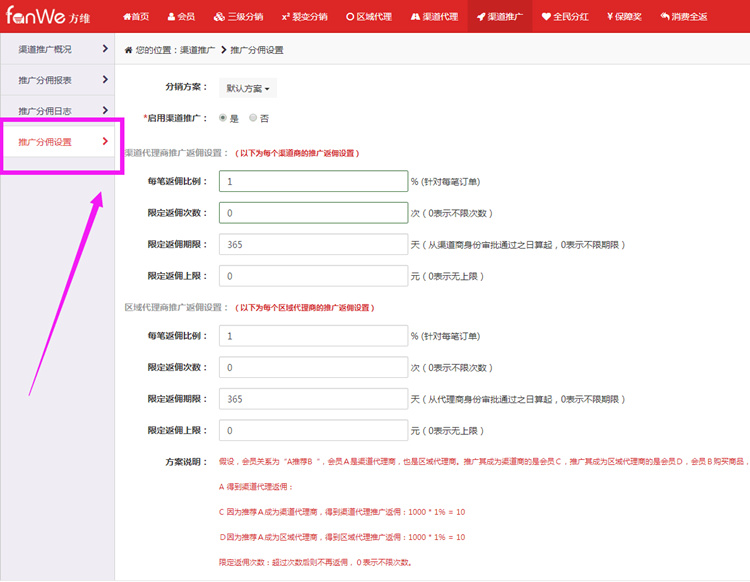 fanWe 方维 首页 会员 三级分销 x² 裂变分销 区域代理 渠道代理 渠道推广 全民分红 ¥ 保障奖 消费全返
渠道推广概况
您的位置：渠道推广 推广分佣设置
推广分佣报表
分销方案： 默认方案
推广分佣日志
*启用渠道推广： 是 否
推广分佣设置
渠道代理商推广返佣设置：（以下为每个渠道商的推广返佣设置）
每笔返佣比例： 1 % (针对每笔订单)
限定返佣次数： 0 次（0表示不限次数）
限定返佣期限： 365 天（从渠道商身份审批通过之日算起，0表示不限期限）
限定返佣上限： 0 元（0表示无上限）
区域代理商推广返佣设置：（以下为每个区域代理商的推广返佣设置）
每笔返佣比例： 1 % (针对每笔订单)
限定返佣次数： 0 次（0表示不限次数）
限定返佣期限： 365 天（从代理商身份审批通过之日算起，0表示不限期限）
限定返佣上限： 0 元（0表示无上限）
方案说明： 假设，会员关系为“A推荐B“，会员A是渠道代理商，也是区域代理商。推广其成为渠道商的是会员C，推广其成为区域代理商的是会员D，会员B购买商品，
A 得到渠道代理返佣：
C 因为推荐A成为渠道代理商，得到渠道代理推广返佣：1000 * 1% = 10
D因为推荐A成为区域代理商，得到区域代理推广返佣：1000 * 1% = 10
限定返佣次数：超过次数后则不再返佣，0表示不限次数。